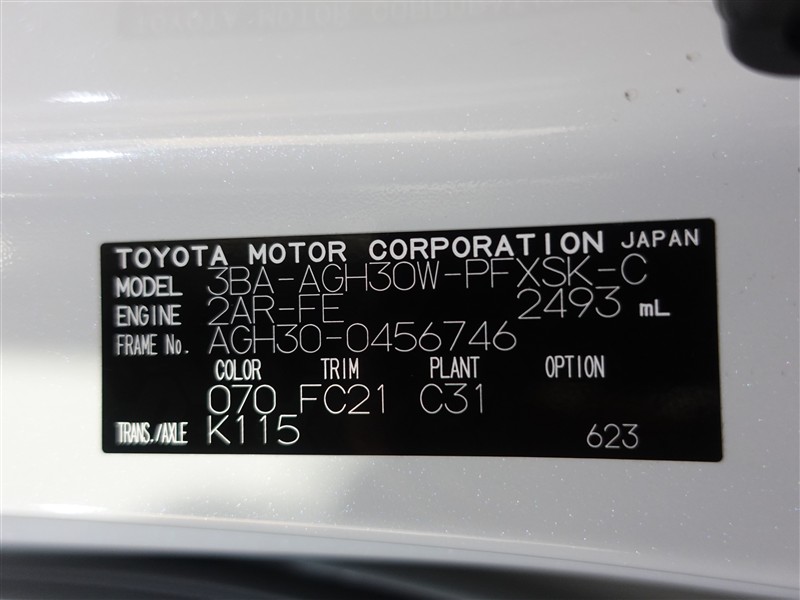 TOYOTA MOTOR CORPORATION JAPAN
MODEL 3BA-AGH30W-PFXSK-C
ENGINE 2AR-FE 2493 mL
FRAME No. AGH30-0456746
COLOR TRIM PLANT OPTION
070 FC21 C31
TRANS./AXLE K115 623